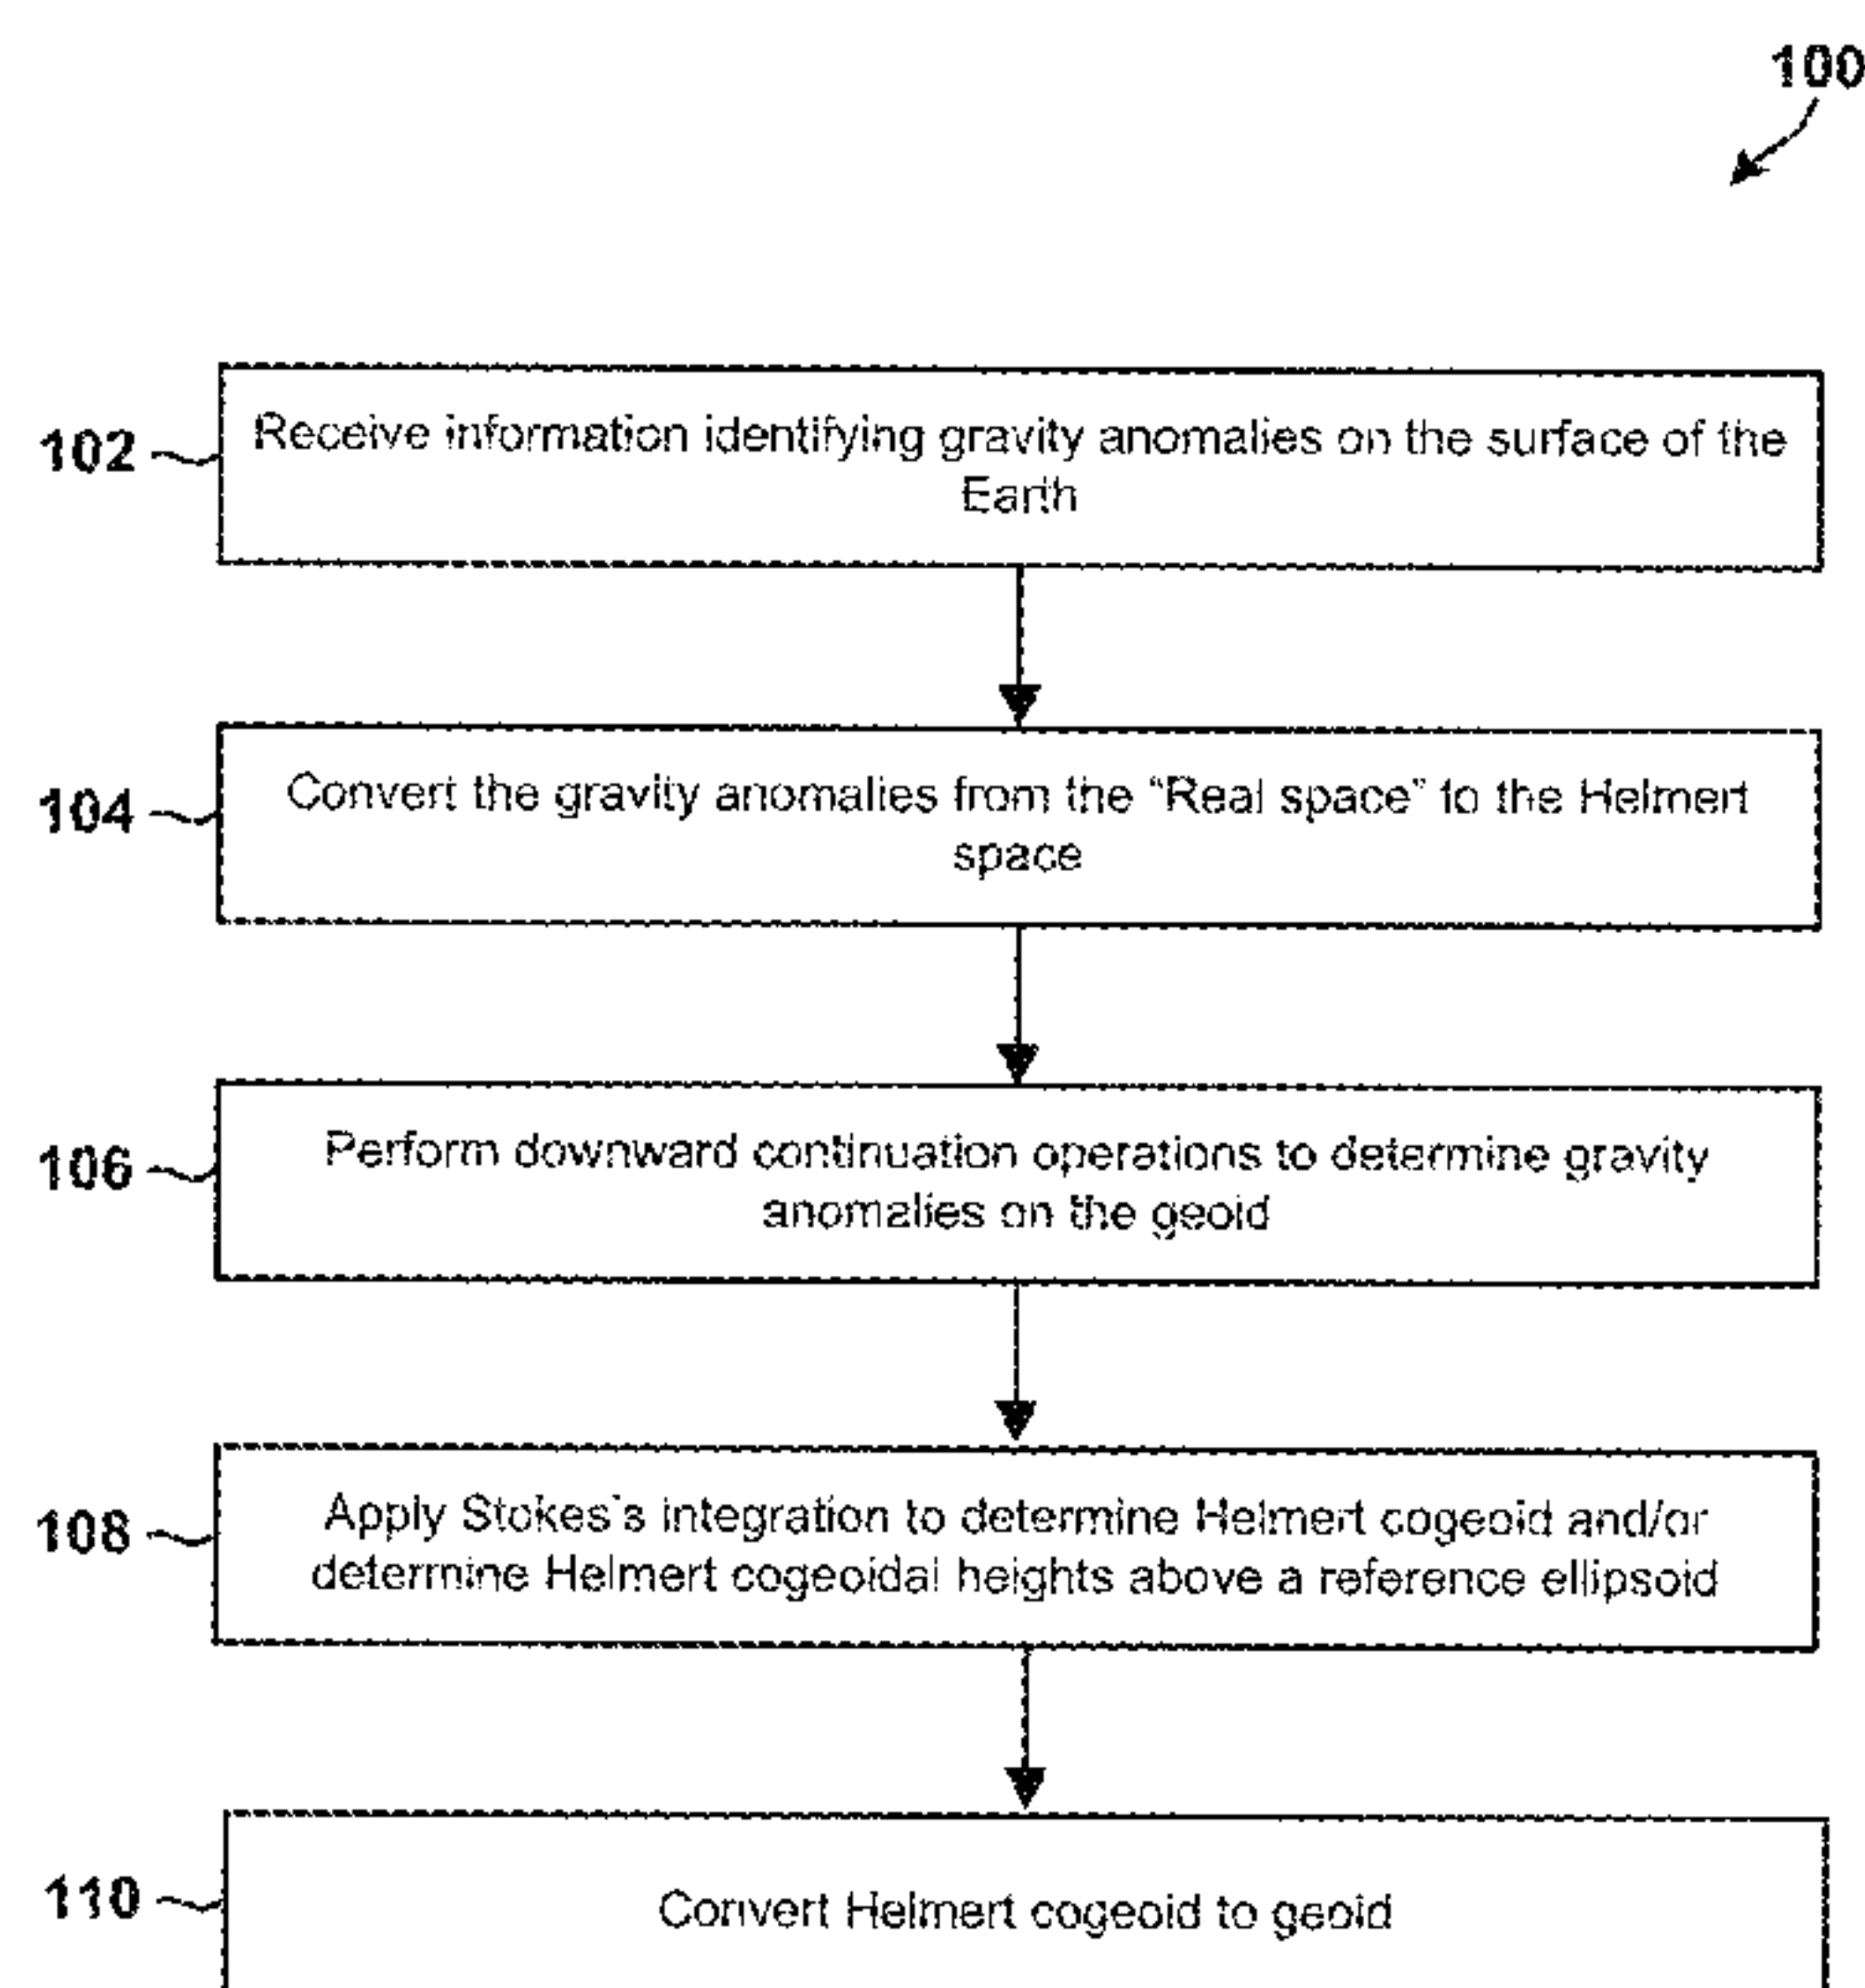 100
102
Receive information identifying gravity anomalies on the surface of the
Earth
104
Convert the gravity anomalies from the “Real space” to the Helmert
space
106
Perform downward continuation operations to determine gravity
anomalies on the geoid
108
Apply Stokes's integration to determine Helmert cogeoid and/or
determine Helmert cogeoidal heights above a reference ellipsoid
110
Convert Helmert cogeoid to geoid